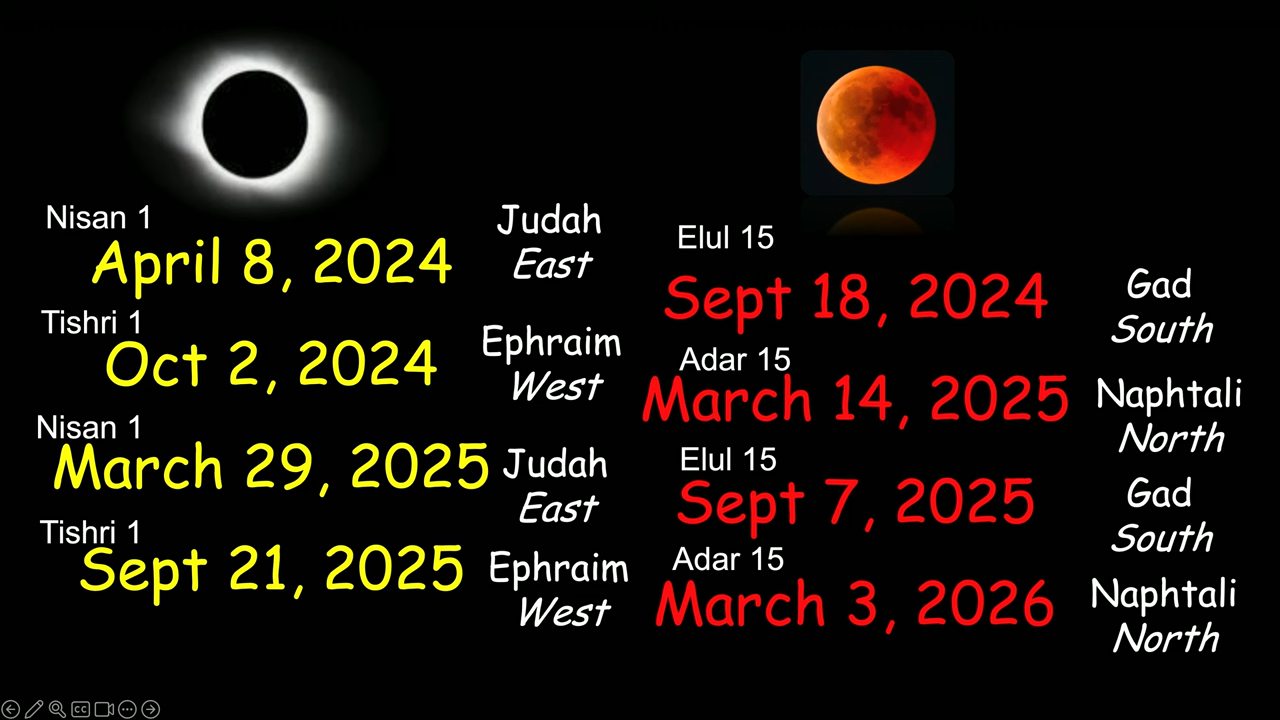 Nisan 1
April 8, 2024
Judah
East
Tishri 1
Oct 2, 2024
Ephraim
West
Nisan 1
March 29, 2025
Judah
East
Tishri 1
Sept 21, 2025
Ephraim
West
Elul 15
Sept 18, 2024
Gad
South
Adar 15
March 14, 2025
Naphtali
North
Elul 15
Sept 7, 2025
Gad
South
Adar 15
March 3, 2026
Naphtali
North
CC